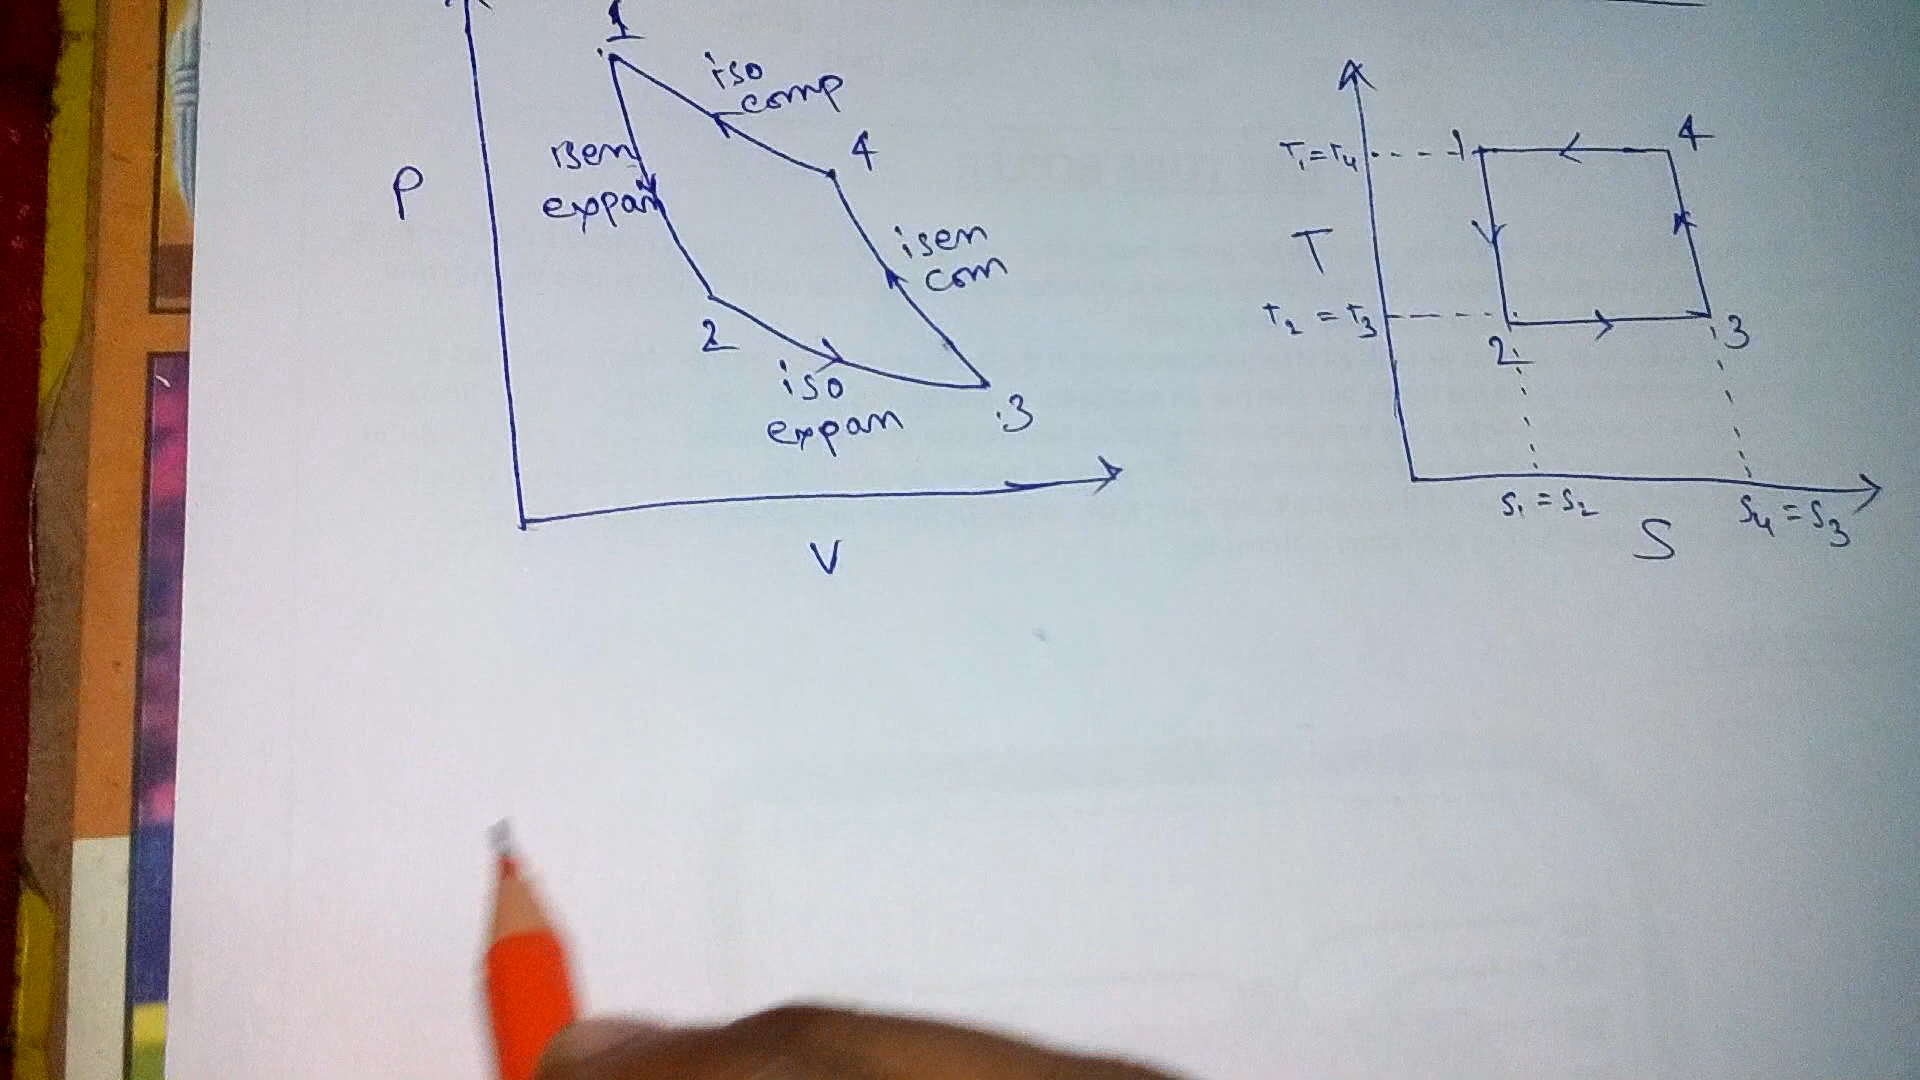 1
iso
comp
isen
expan
4
P
isen
com
2
iso
expan
3
V
T₁=T₄
1
4
T
T₂ = T₃
2
3
S₁ = S₂
S₄ = S₃
S